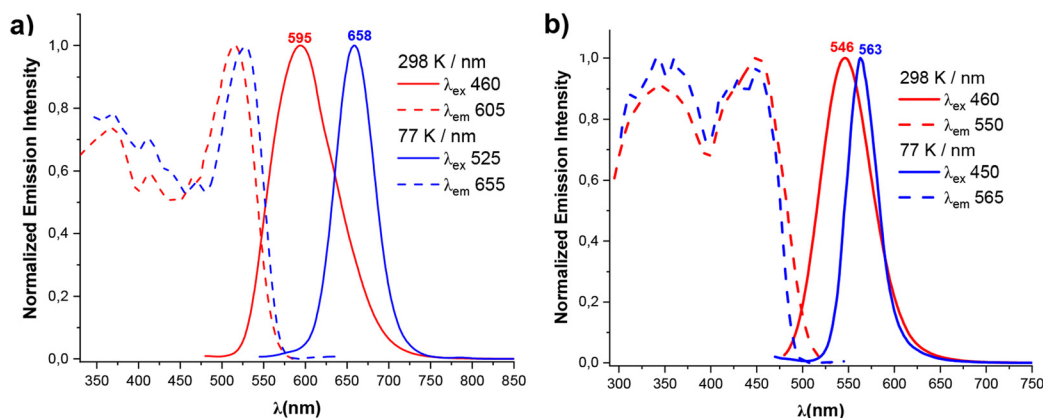 a)
595
658
1,0
0,8
0,6
0,4
0,2
0,0
Normalized Emission Intensity
298 K / nm
λex 460
λem 605
77 K / nm
λex 525
λem 655
350 400 450 500 550 600 650 700 750 800 850
λ(nm)
b)
546
563
1,0
0,8
0,6
0,4
0,2
0,0
Normalized Emission Intensity
298 K / nm
λex 460
λem 550
77 K / nm
λex 450
λem 565
300 350 400 450 500 550 600 650 700 750
λ(nm)